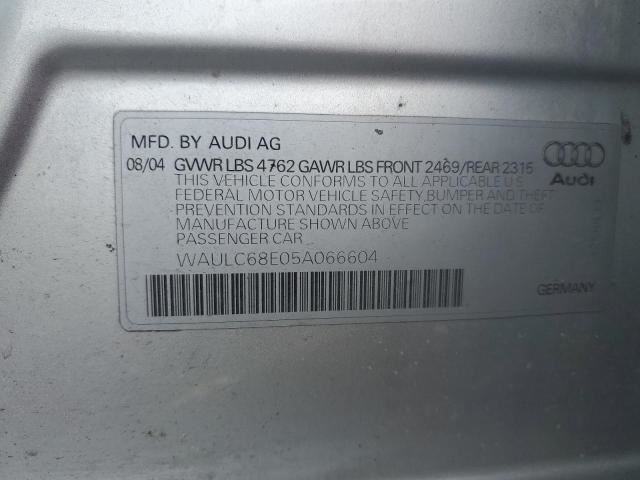 MFD. BY AUDI AG
08/04 GVWR LBS 4762 GAWR LBS FRONT 2469/REAR 2315
THIS VEHICLE CONFORMS TO ALL APPLICABLE U.S.
FEDERAL MOTOR VEHICLE SAFETY, BUMPER AND THEFT
PREVENTION STANDARDS IN EFFECT ON THE DATE OF
MANUFACTURE SHOWN ABOVE
PASSENGER CAR
WAULC68E05A066604
Audi
GERMANY